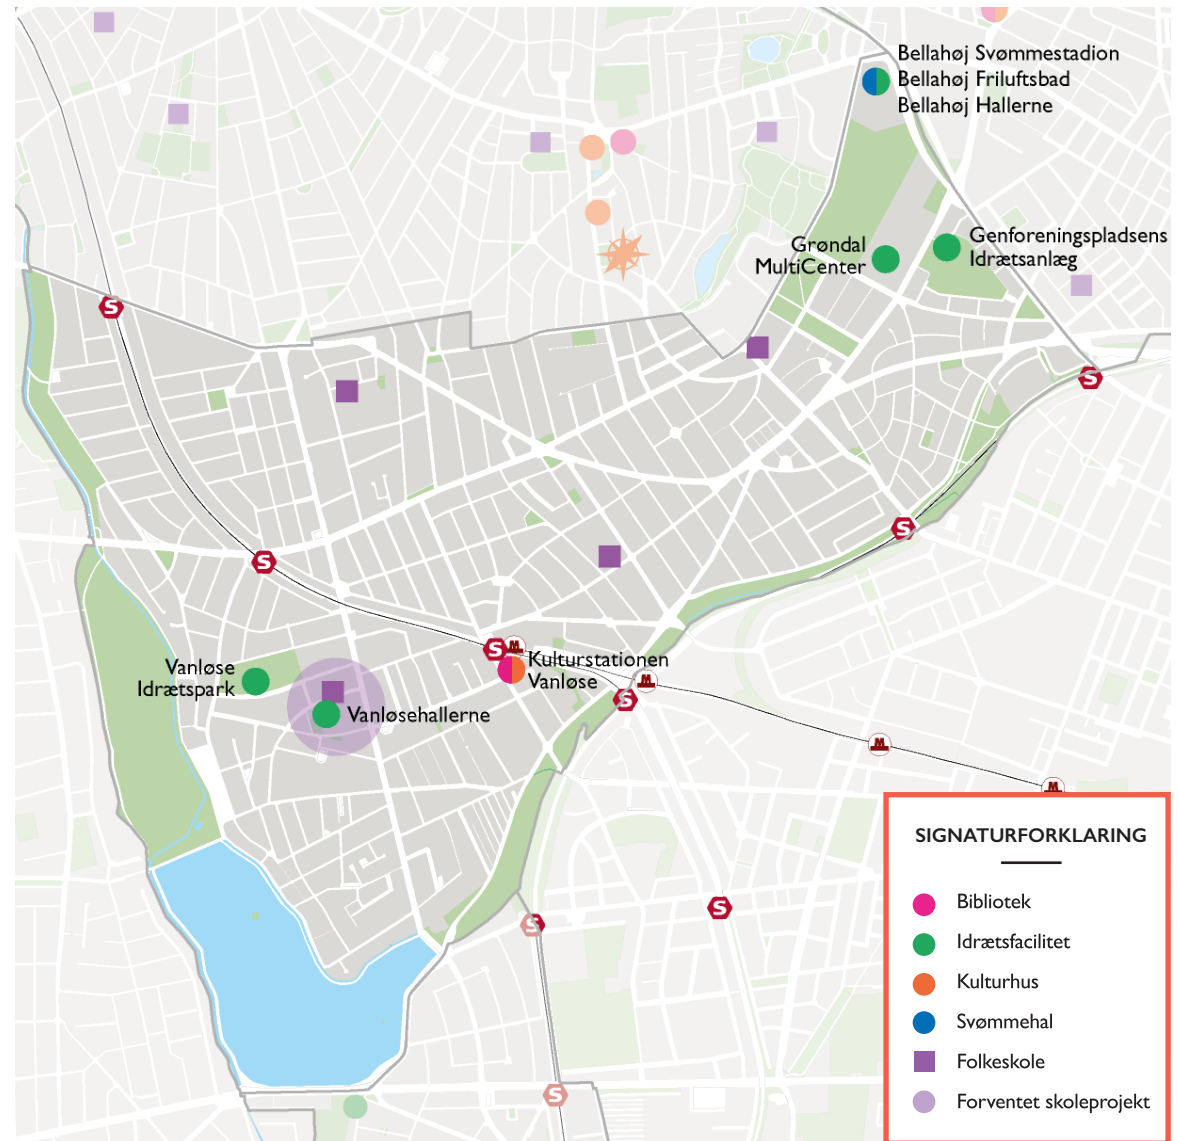 Bellahøj Svømmestadion
Bellahøj Friluftsbad
Bellahøj Hallerne
Grøndal
MultiCenter
Genforeningspladsens
Idrætsanlæg
S
S
S
S
S
M
Kulturstationen
Vanløse
M
S
Vanløse
Idrætspark
Vanløsehallerne
M
M
S
S
S
SIGNATURFORKLARING
Bibliotek
Idrætsfacilitet
Kulturhus
Svømmehal
Folkeskole
Forventet skoleprojekt